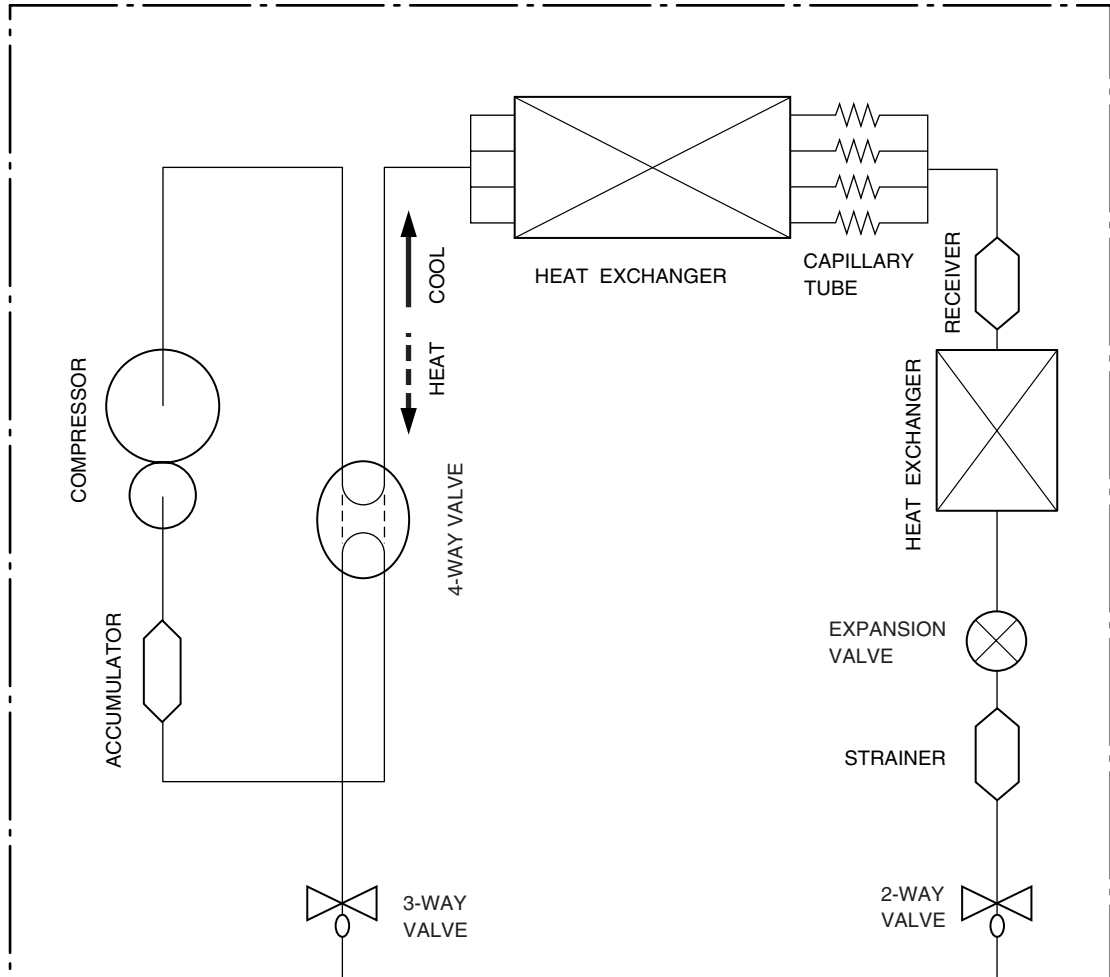 HEAT EXCHANGER
CAPILLARY
TUBE
RECEIVER
COOL
HEAT
COMPRESSOR
HEAT EXCHANGER
4-WAY VALVE
ACCUMULATOR
EXPANSION
VALVE
STRAINER
3-WAY
VALVE
2-WAY
VALVE